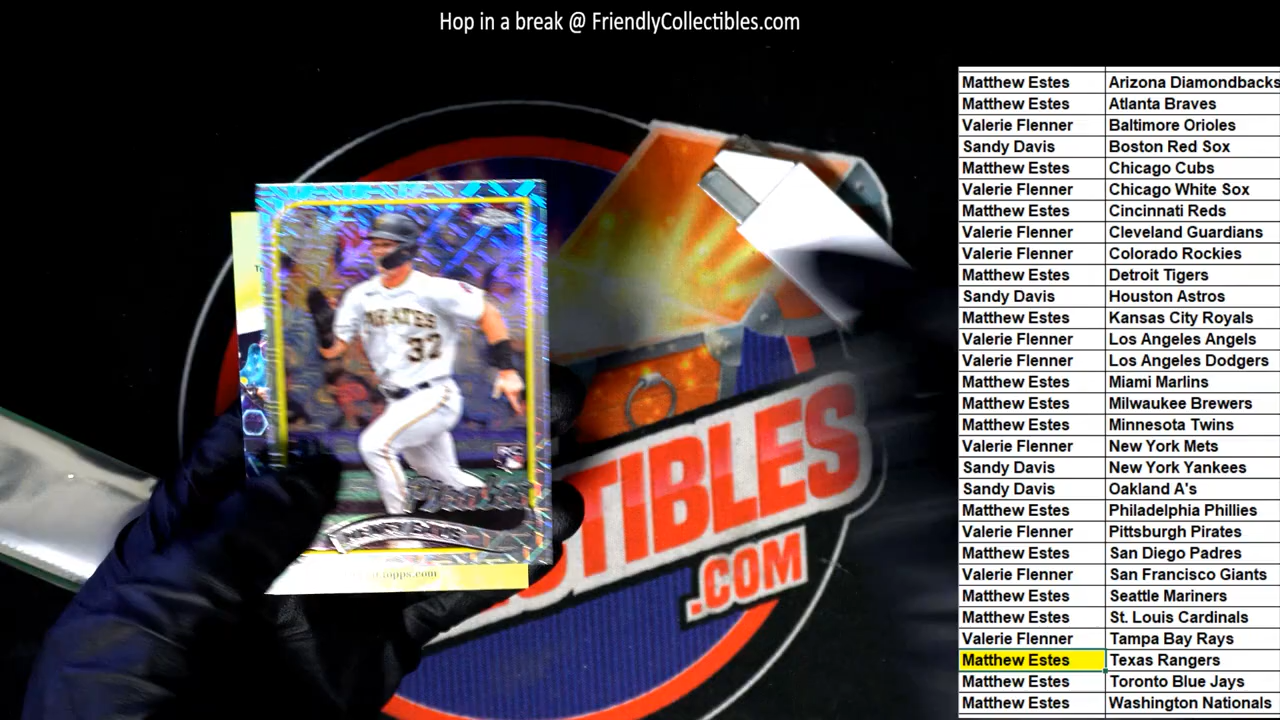 Hop in a break @ FriendlyCollectibles.com
PIRATES
32
RC
Pirates
topps.com
TIBLES
.COM
Matthew Estes Arizona Diamondbacks
Matthew Estes Atlanta Braves
Valerie Flenner Baltimore Orioles
Sandy Davis Boston Red Sox
Matthew Estes Chicago Cubs
Valerie Flenner Chicago White Sox
Matthew Estes Cincinnati Reds
Valerie Flenner Cleveland Guardians
Valerie Flenner Colorado Rockies
Matthew Estes Detroit Tigers
Sandy Davis Houston Astros
Matthew Estes Kansas City Royals
Valerie Flenner Los Angeles Angels
Valerie Flenner Los Angeles Dodgers
Matthew Estes Miami Marlins
Matthew Estes Milwaukee Brewers
Matthew Estes Minnesota Twins
Valerie Flenner New York Mets
Sandy Davis New York Yankees
Sandy Davis Oakland A's
Matthew Estes Philadelphia Phillies
Valerie Flenner Pittsburgh Pirates
Matthew Estes San Diego Padres
Valerie Flenner San Francisco Giants
Matthew Estes Seattle Mariners
Matthew Estes St. Louis Cardinals
Valerie Flenner Tampa Bay Rays
Matthew Estes Texas Rangers
Matthew Estes Toronto Blue Jays
Matthew Estes Washington Nationals